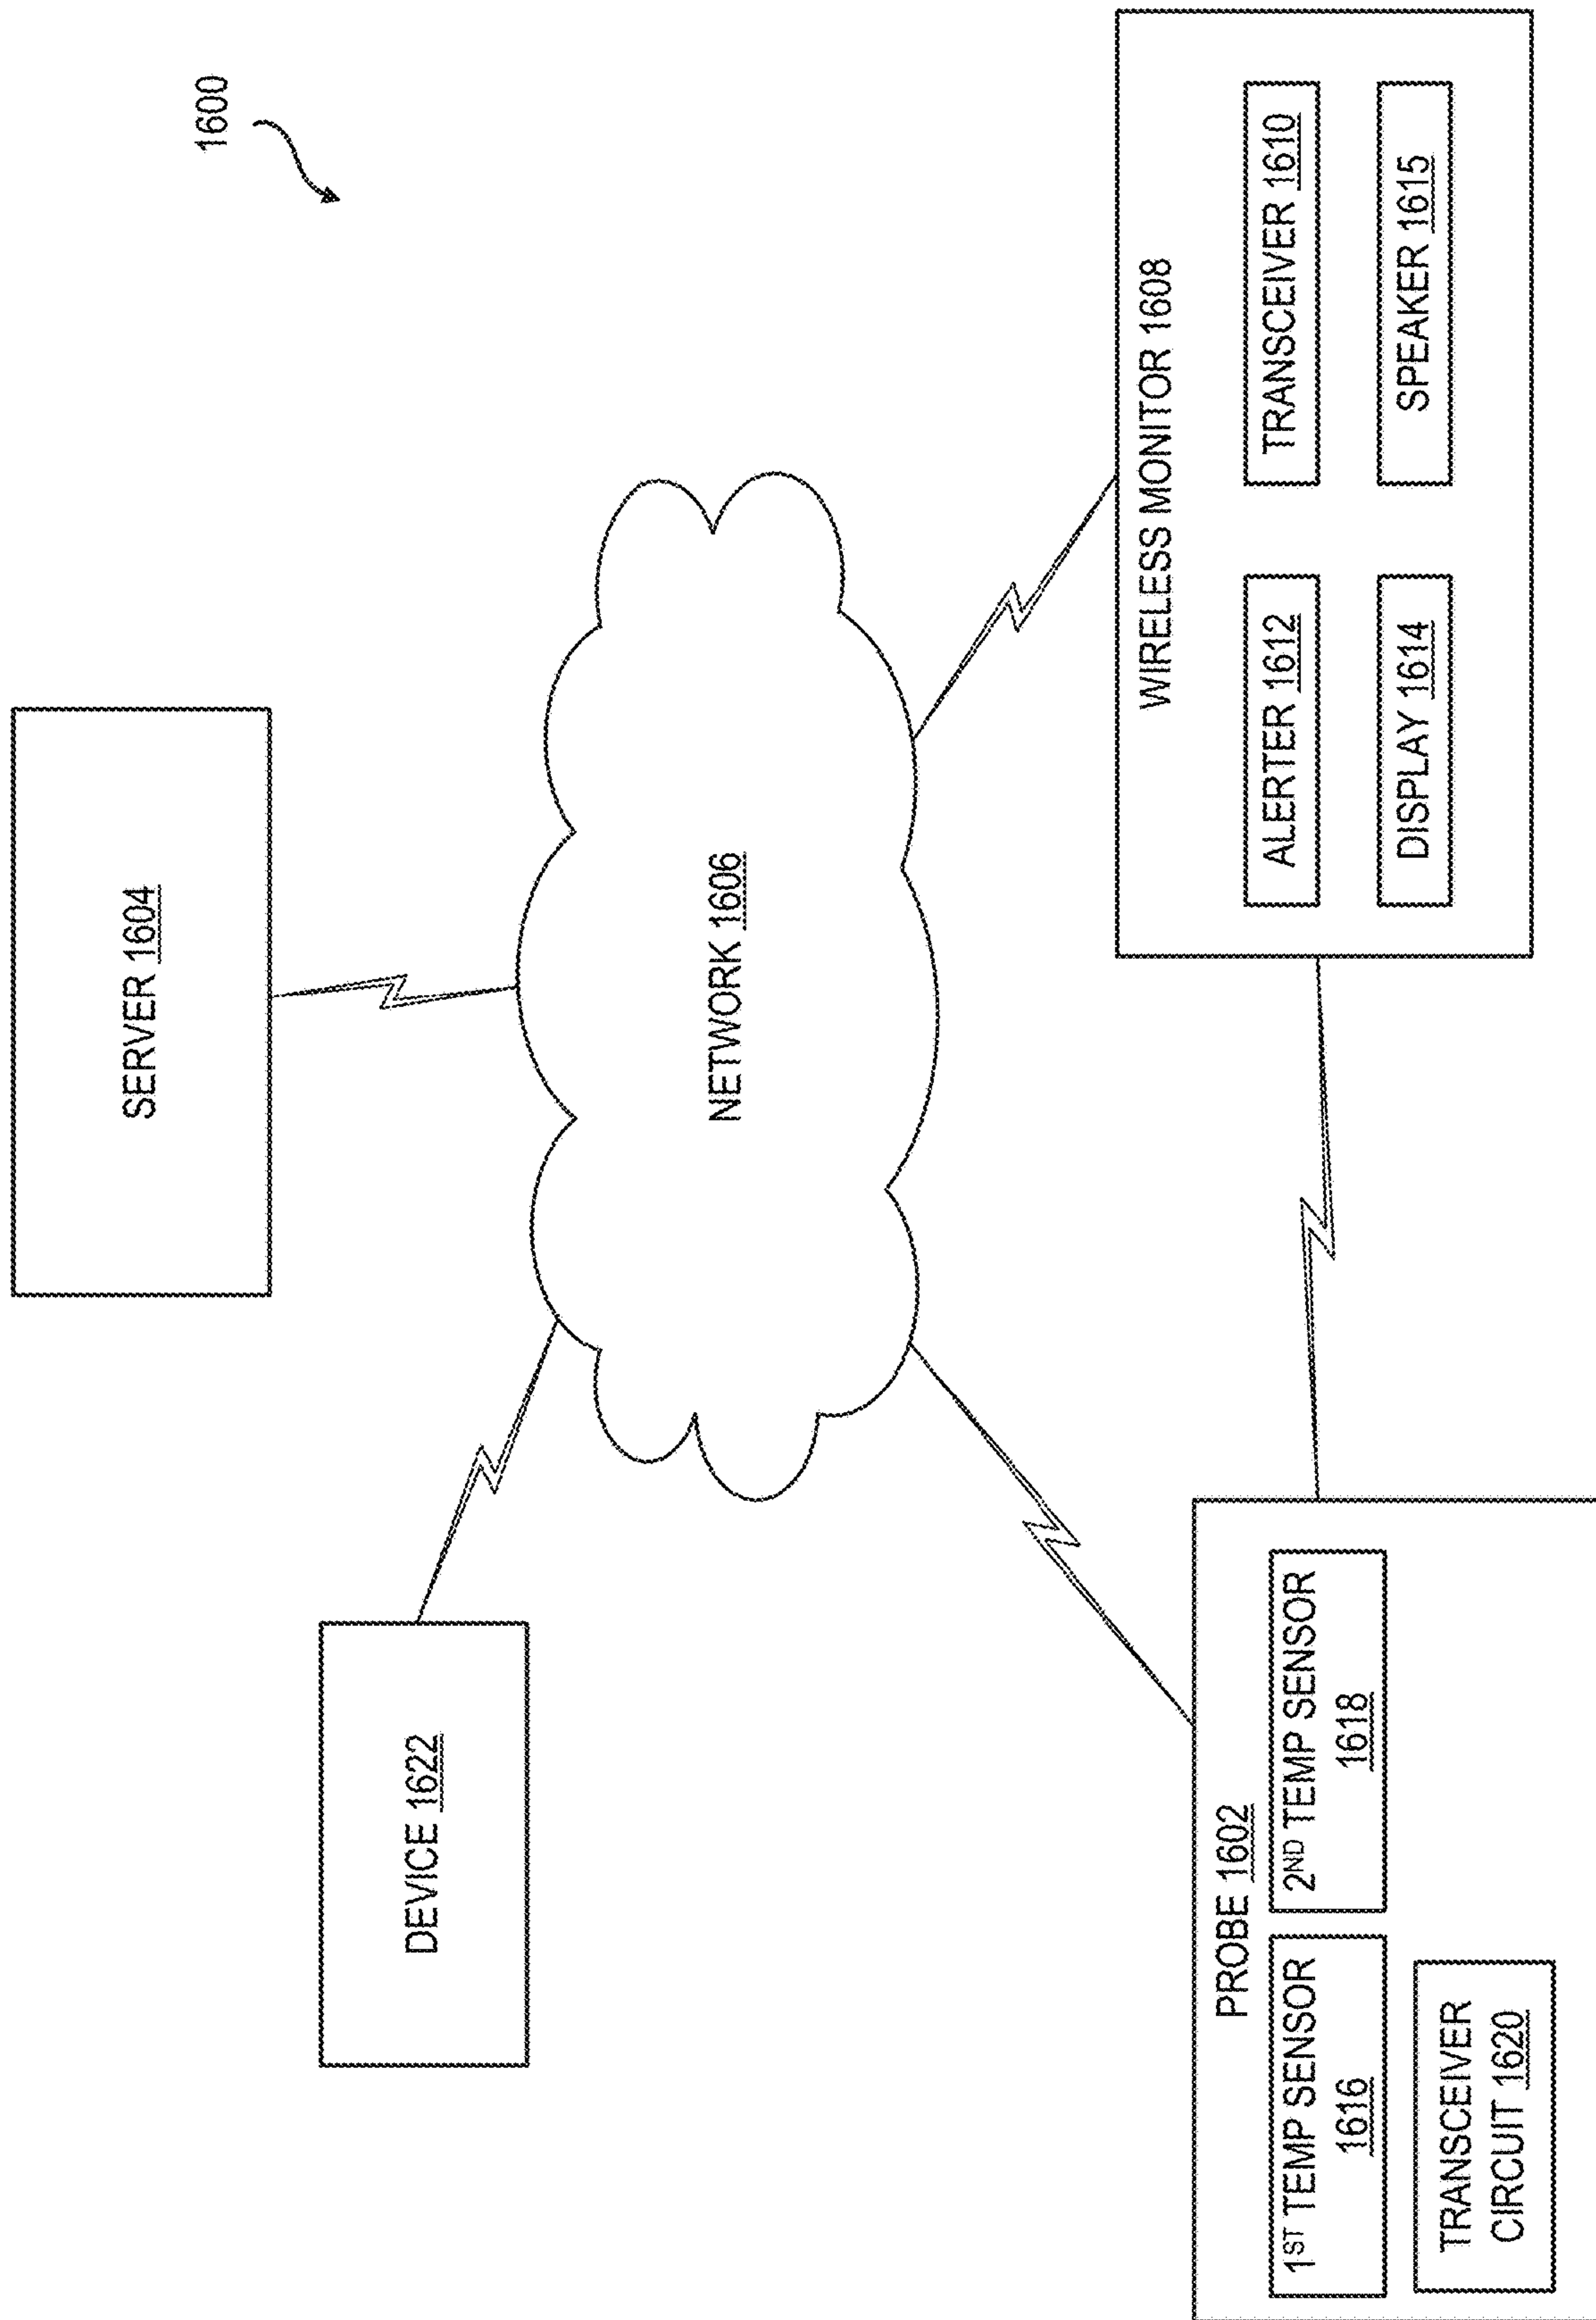 1600
SERVER 1604
DEVICE 1622
NETWORK 1606
PROBE 1602
1ST TEMP SENSOR
1616
2ND TEMP SENSOR
1618
TRANSCEIVER
CIRCUIT 1620
WIRELESS MONITOR 1608
ALERTER 1612
TRANSCEIVER 1610
DISPLAY 1614
SPEAKER 1615